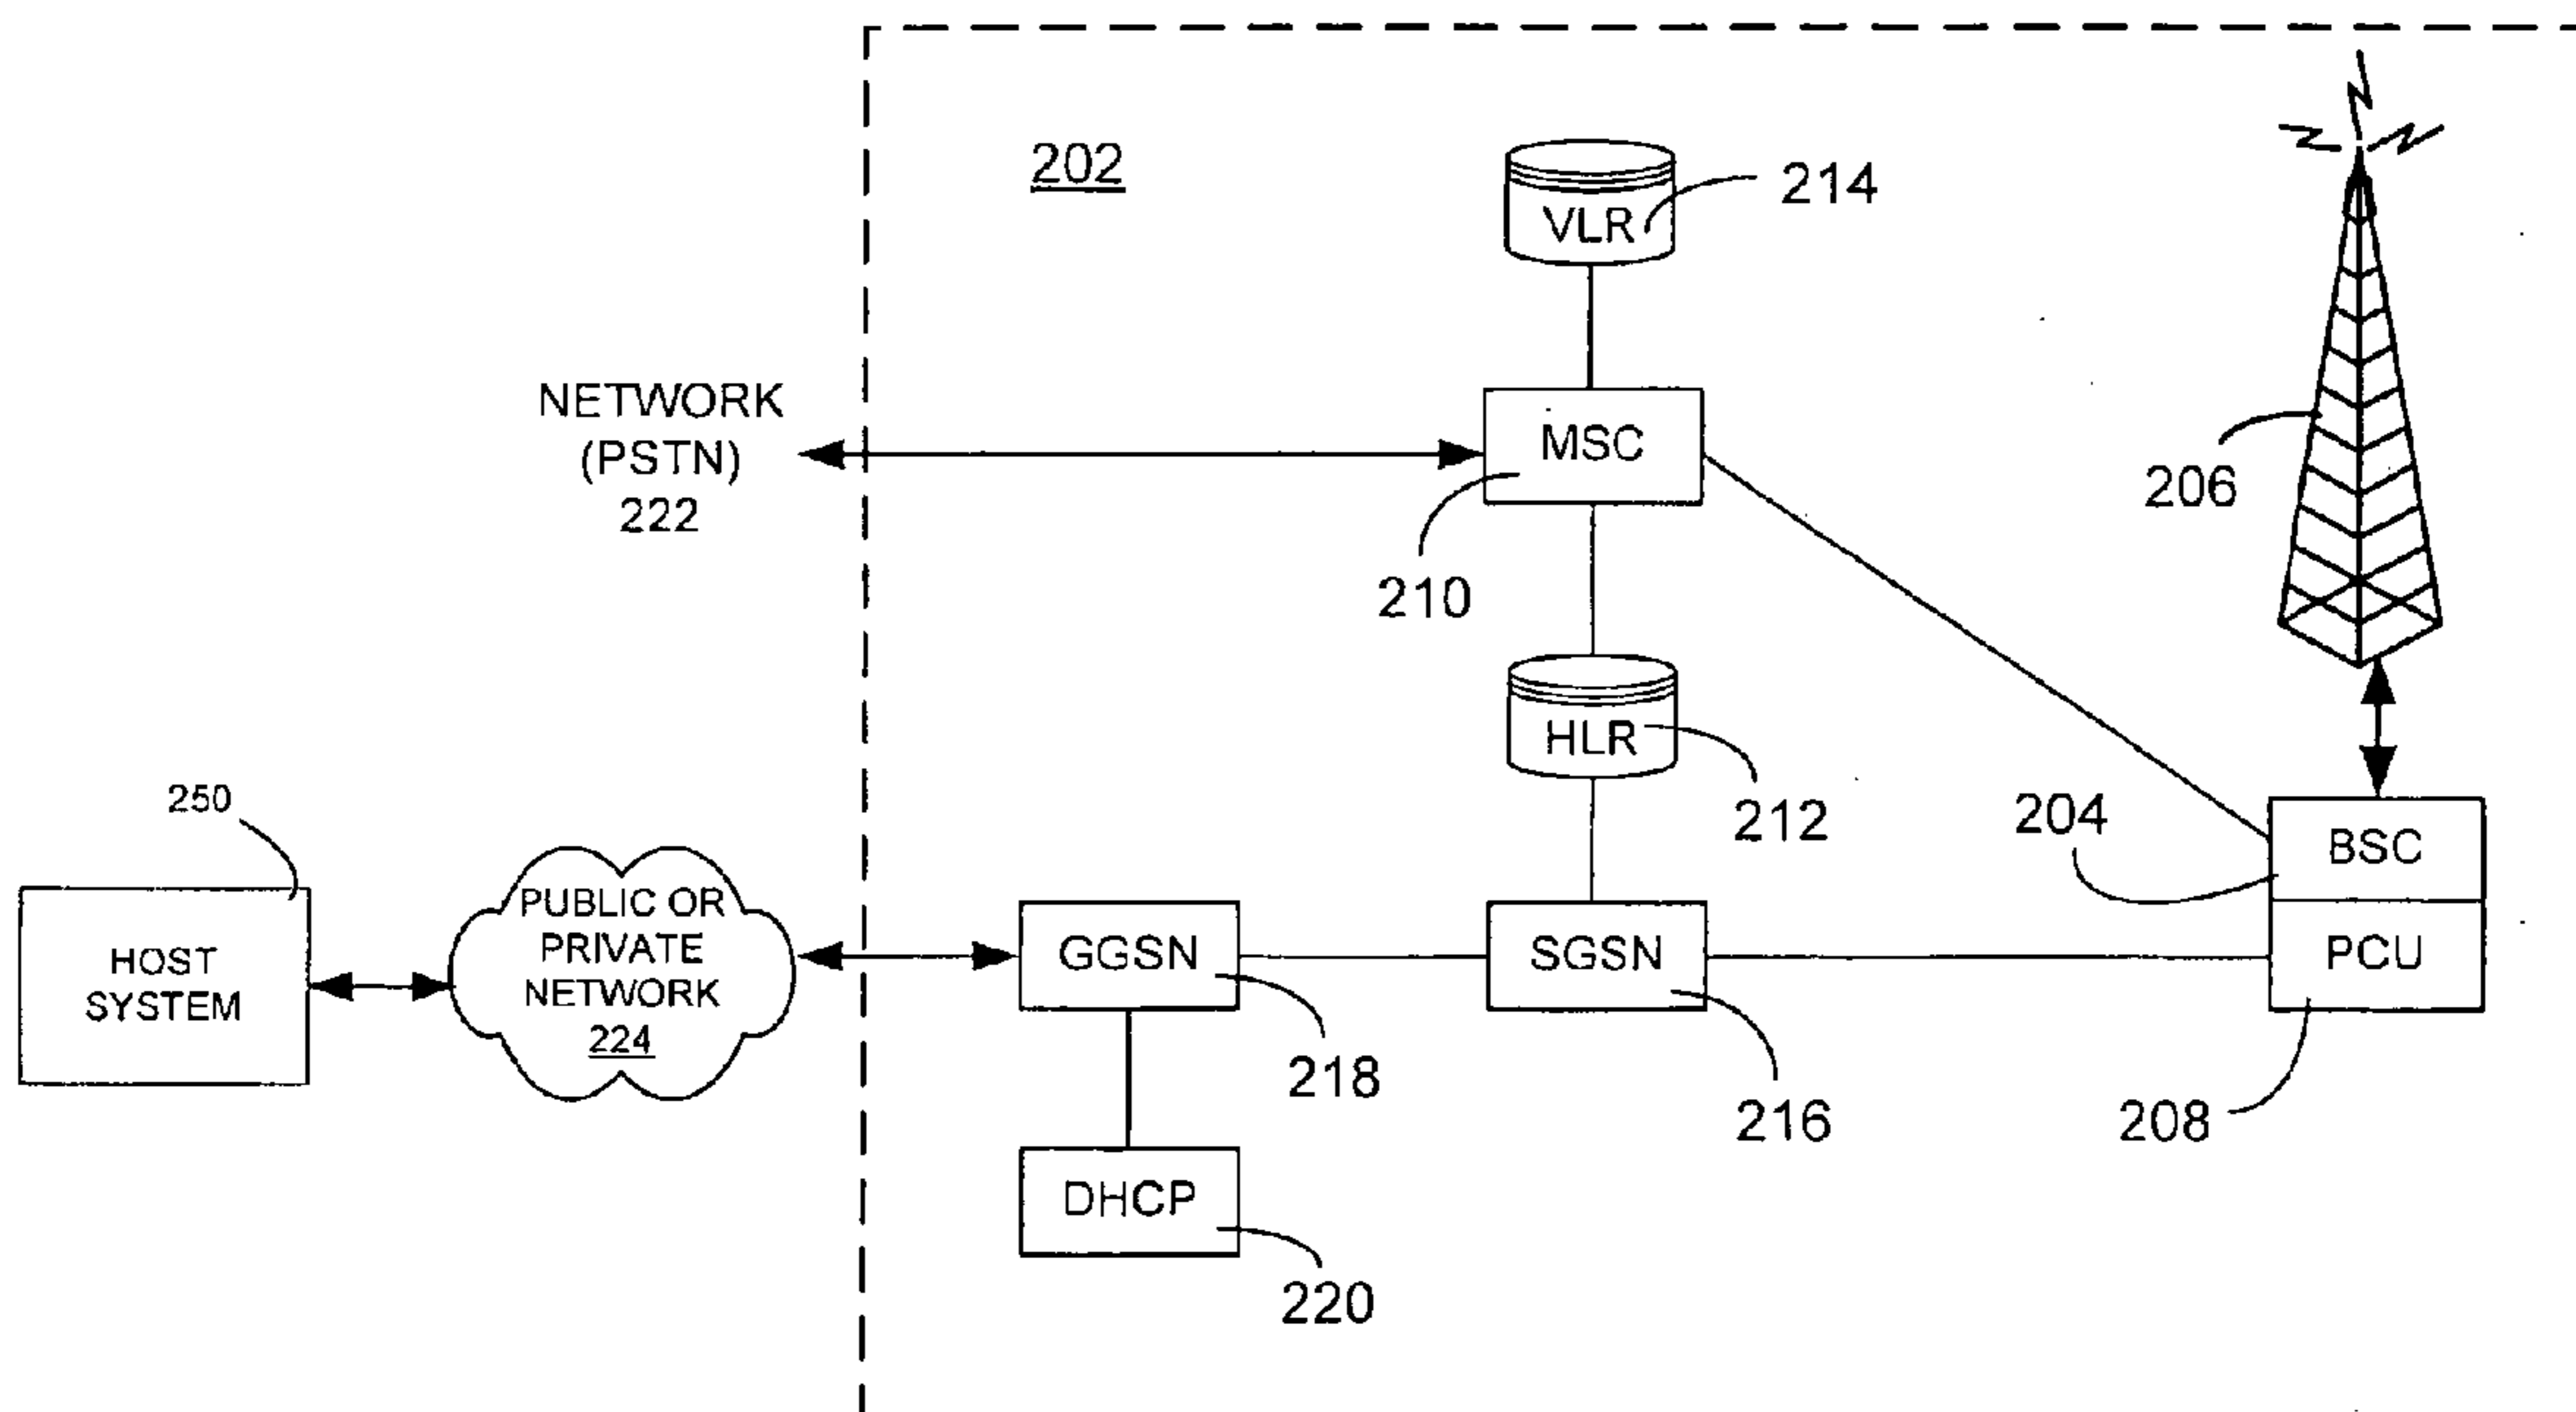 202
VLR
214
NETWORK
(PSTN)
222
MSC
210
206
HLR
212
250
HOST
SYSTEM
PUBLIC OR
PRIVATE
NETWORK
224
GGSN
218
SGSN
216
204
BSC
PCU
208
DHCP
220